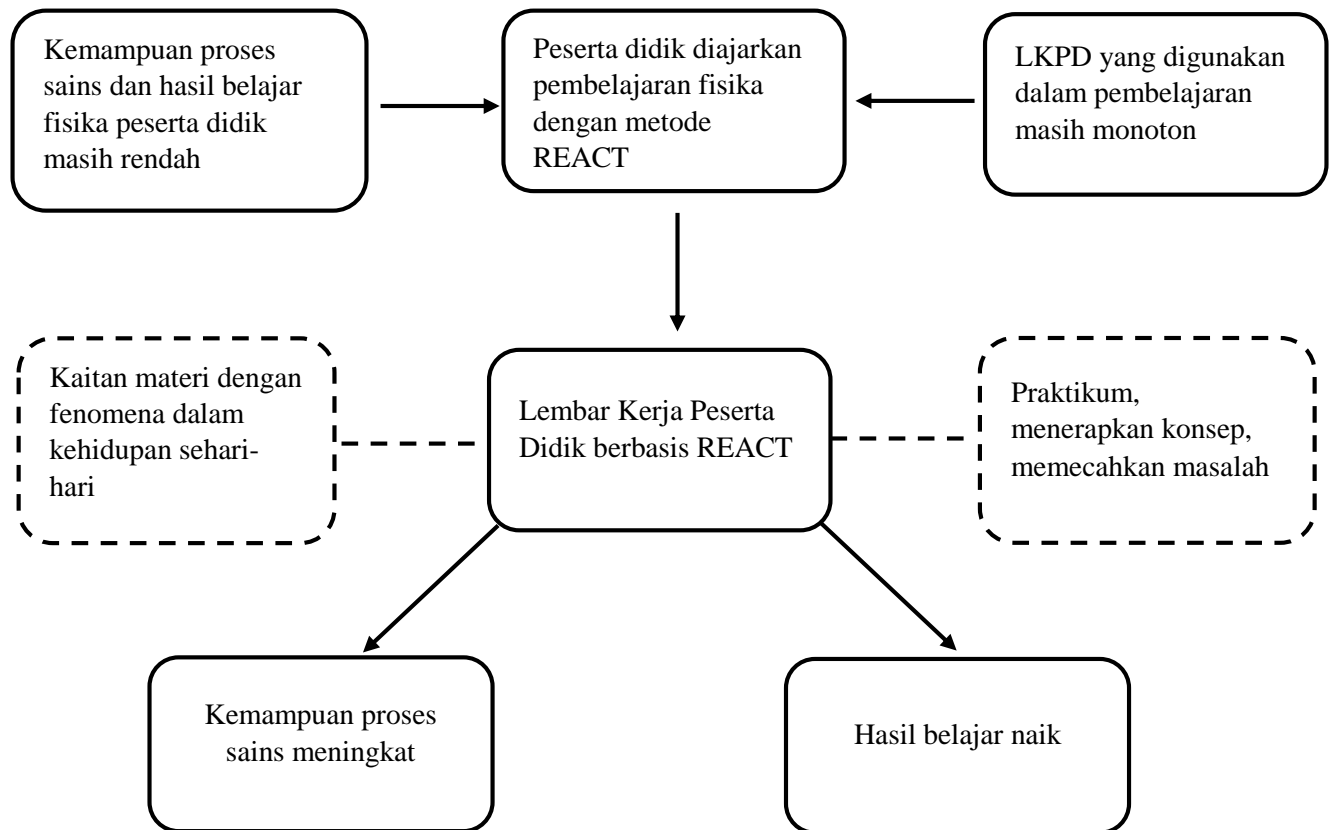 Kemampuan proses
sains dan hasil belajar
fisika peserta didik
masih rendah
Peserta didik diajarkan
pembelajaran fisika
dengan metode
REACT
LKPD yang digunakan
dalam pembelajaran
masih monoton
Kaitan materi dengan
fenomena dalam
kehidupan sehari-
hari
Lembar Kerja Peserta
Didik berbasis REACT
Praktikum,
menerapkan konsep,
memecahkan masalah
Kemampuan proses
sains meningkat
Hasil belajar naik